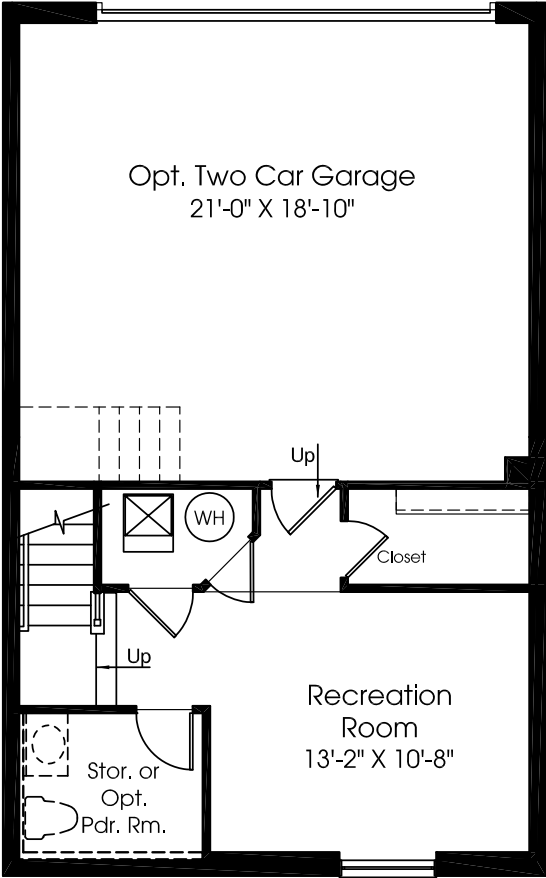 Opt. Two Car Garage
21'-0" X 18'-10"
Up
WH
Closet
Up
Recreation
Room
13'-2" X 10'-8"
Stor. or
Opt.
Pdr. Rm.